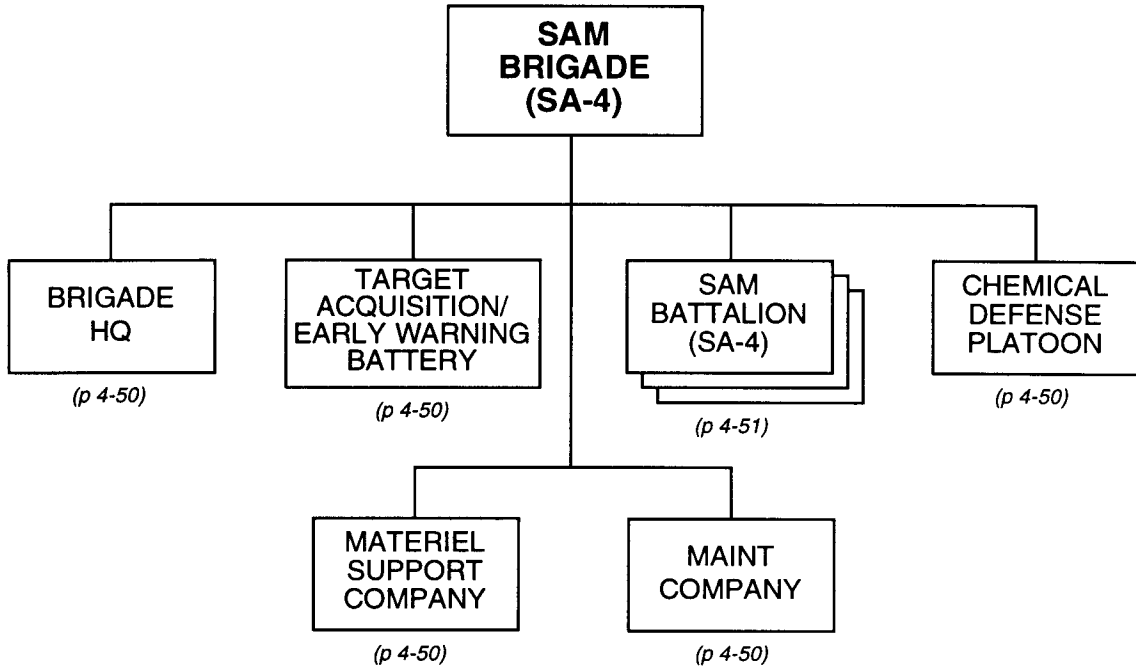 SAM
BRIGADE
(SA-4)
BRIGADE
HQ
(p 4-50)
TARGET
ACQUISITION/
EARLY WARNING
BATTERY
(p 4-50)
SAM
BATTALION
(SA-4)
(p 4-51)
CHEMICAL
DEFENSE
PLATOON
(p 4-50)
MATERIEL
SUPPORT
COMPANY
(p 4-50)
MAINT
COMPANY
(p 4-50)